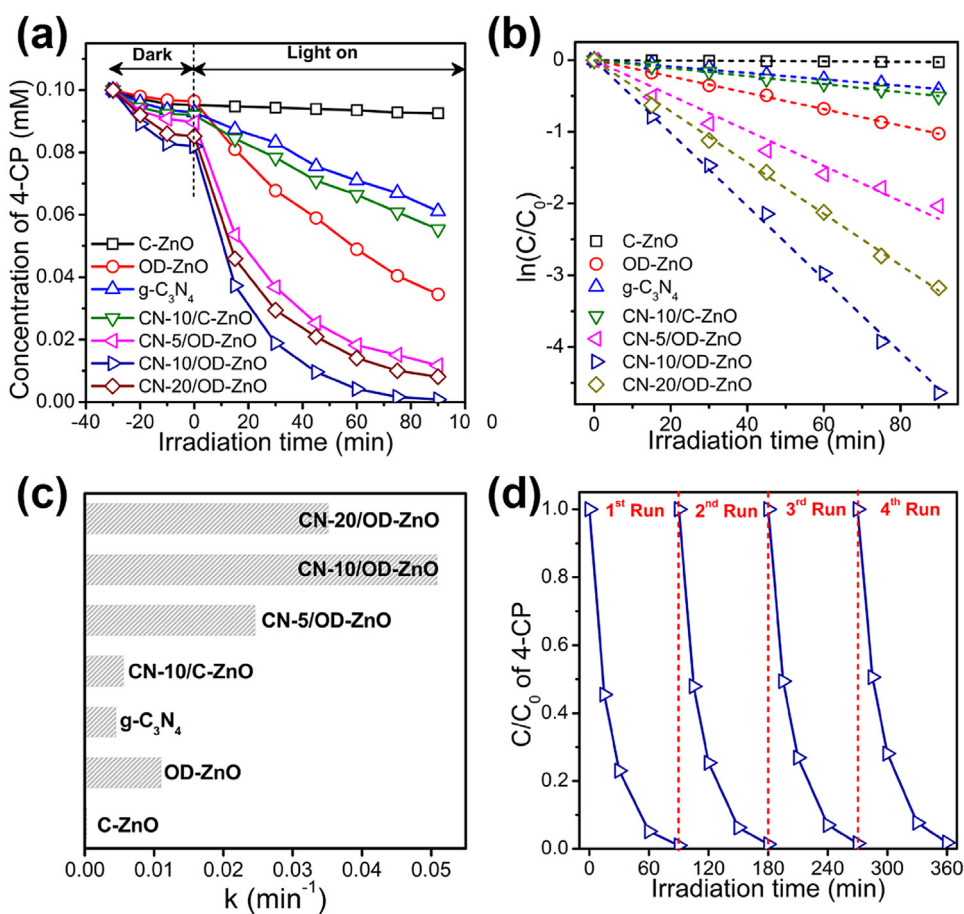 (a)
Dark
Light on
Concentration of 4-CP (mM)
0.10
0.08
0.06
0.04
0.02
0.00
C-ZnO
OD-ZnO
g-C₃N₄
CN-10/C-ZnO
CN-5/OD-ZnO
CN-10/OD-ZnO
CN-20/OD-ZnO
-40 -20 0 20 40 60 80 10 0
Irradiation time (min)
(b)
ln(C/C₀)
0
-1
-2
-3
-4
C-ZnO
OD-ZnO
g-C₃N₄
CN-10/C-ZnO
CN-5/OD-ZnO
CN-10/OD-ZnO
CN-20/OD-ZnO
0 20 40 60 80
Irradiation time (min)
(c)
CN-20/OD-ZnO
CN-10/OD-ZnO
CN-5/OD-ZnO
CN-10/C-ZnO
g-C₃N₄
OD-ZnO
C-ZnO
0.00 0.01 0.02 0.03 0.04 0.05
k (min⁻¹)
(d)
C/C₀ of 4-CP
1.0
0.8
0.6
0.4
0.2
0.0
1ˢᵗ Run 2ⁿᵈ Run 3ʳᵈ Run 4ᵗʰ Run
0 60 120 180 240 300 360
Irradiation time (min)